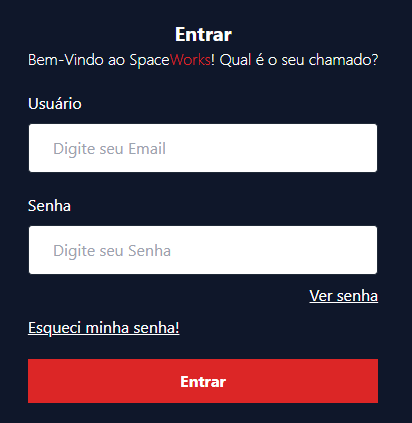 Entrar
Bem-Vindo ao SpaceWorks! Qual é o seu chamado?
Usuário
Digite seu Email
Senha
Digite seu Senha
Ver senha
Esqueci minha senha!
Entrar